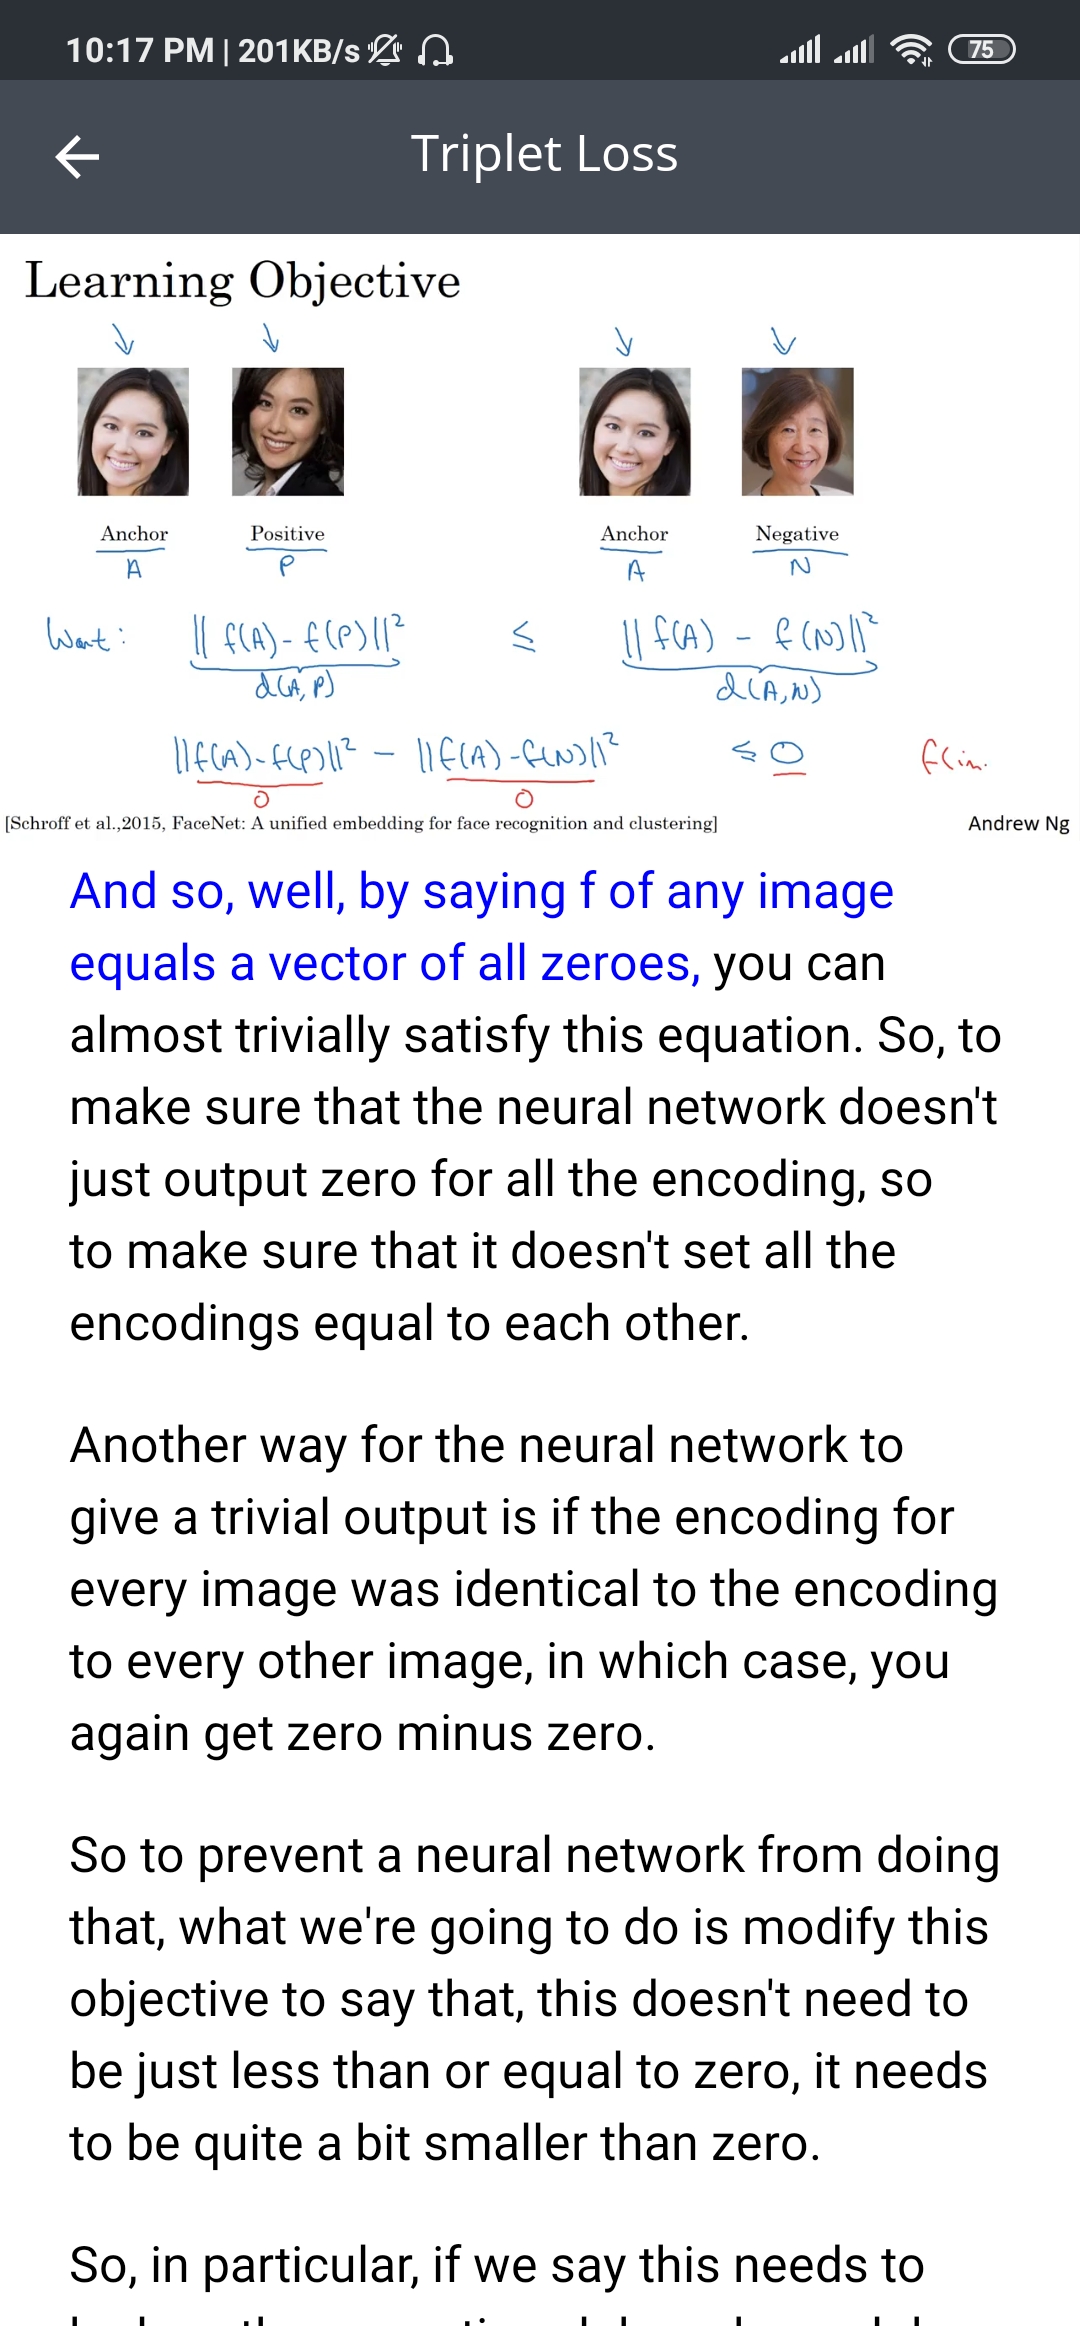 10:17 PM | 201KB/s
75
Triplet Loss
Learning Objective
Anchor Positive Anchor Negative
A P A N
Want: || f(A) - f(P) ||² ≤ || f(A) - f(N) ||²
d(A, P) d(A, N)
|| f(A) - f(P) ||² - || f(A) - f(N) ||² ≤ 0 f(im.
0 0
[Schroff et al.,2015, FaceNet: A unified embedding for face recognition and clustering] Andrew Ng
And so, well, by saying f of any image
equals a vector of all zeroes, you can
almost trivially satisfy this equation. So, to
make sure that the neural network doesn't
just output zero for all the encoding, so
to make sure that it doesn't set all the
encodings equal to each other.
Another way for the neural network to
give a trivial output is if the encoding for
every image was identical to the encoding
to every other image, in which case, you
again get zero minus zero.
So to prevent a neural network from doing
that, what we're going to do is modify this
objective to say that, this doesn't need to
be just less than or equal to zero, it needs
to be quite a bit smaller than zero.
So, in particular, if we say this needs to